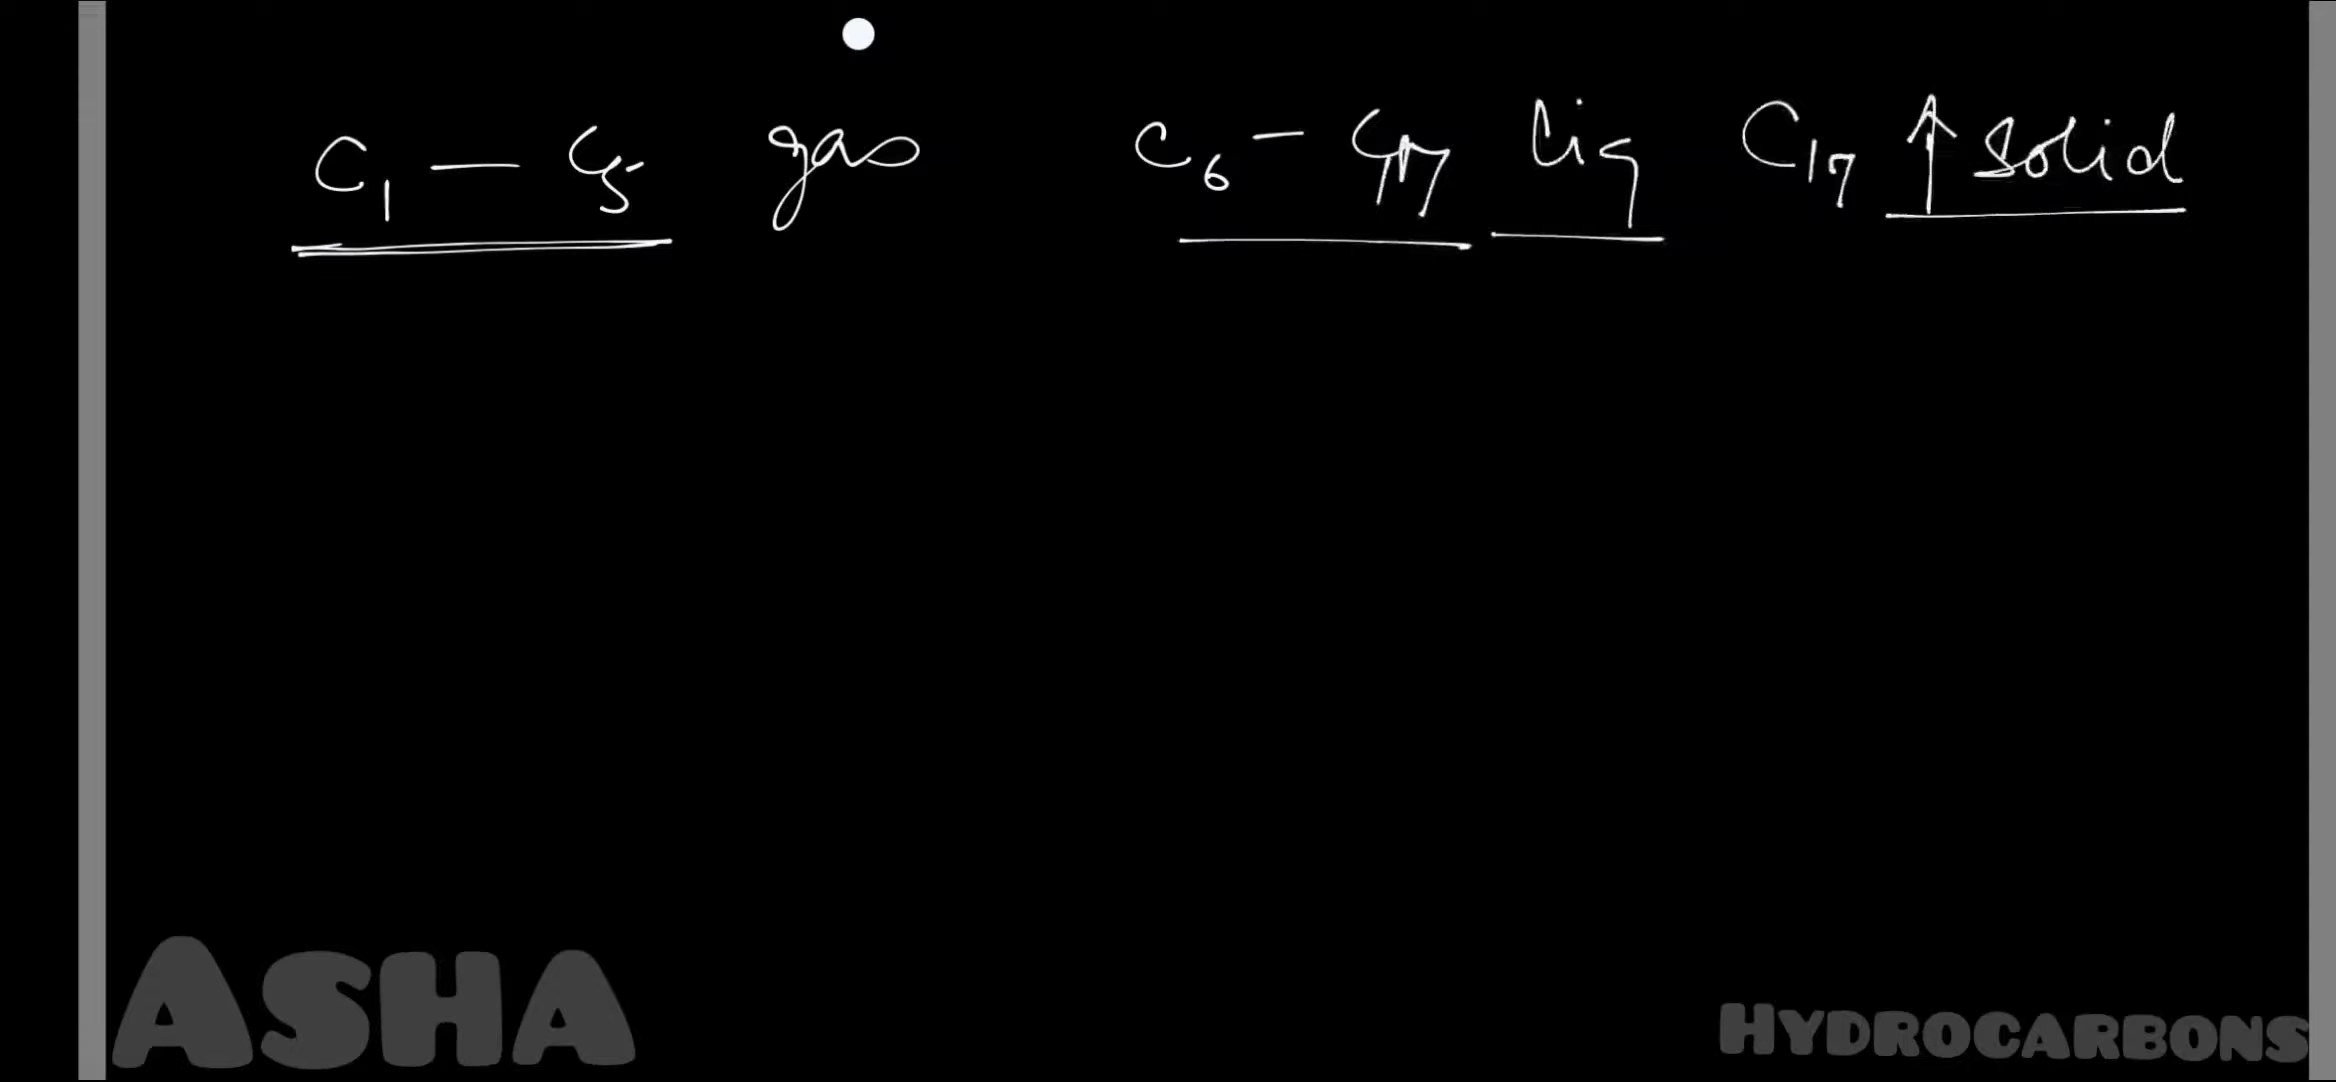 C₁ — C₅ gas C₆ – C₁₇ liq C₁₇ ↑ solid
ASHA
HYDROCARBONS